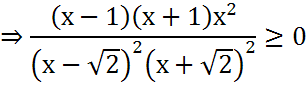 ⇒ (x − 1)(x + 1)x² / (x − √2)²(x + √2)² ≥ 0